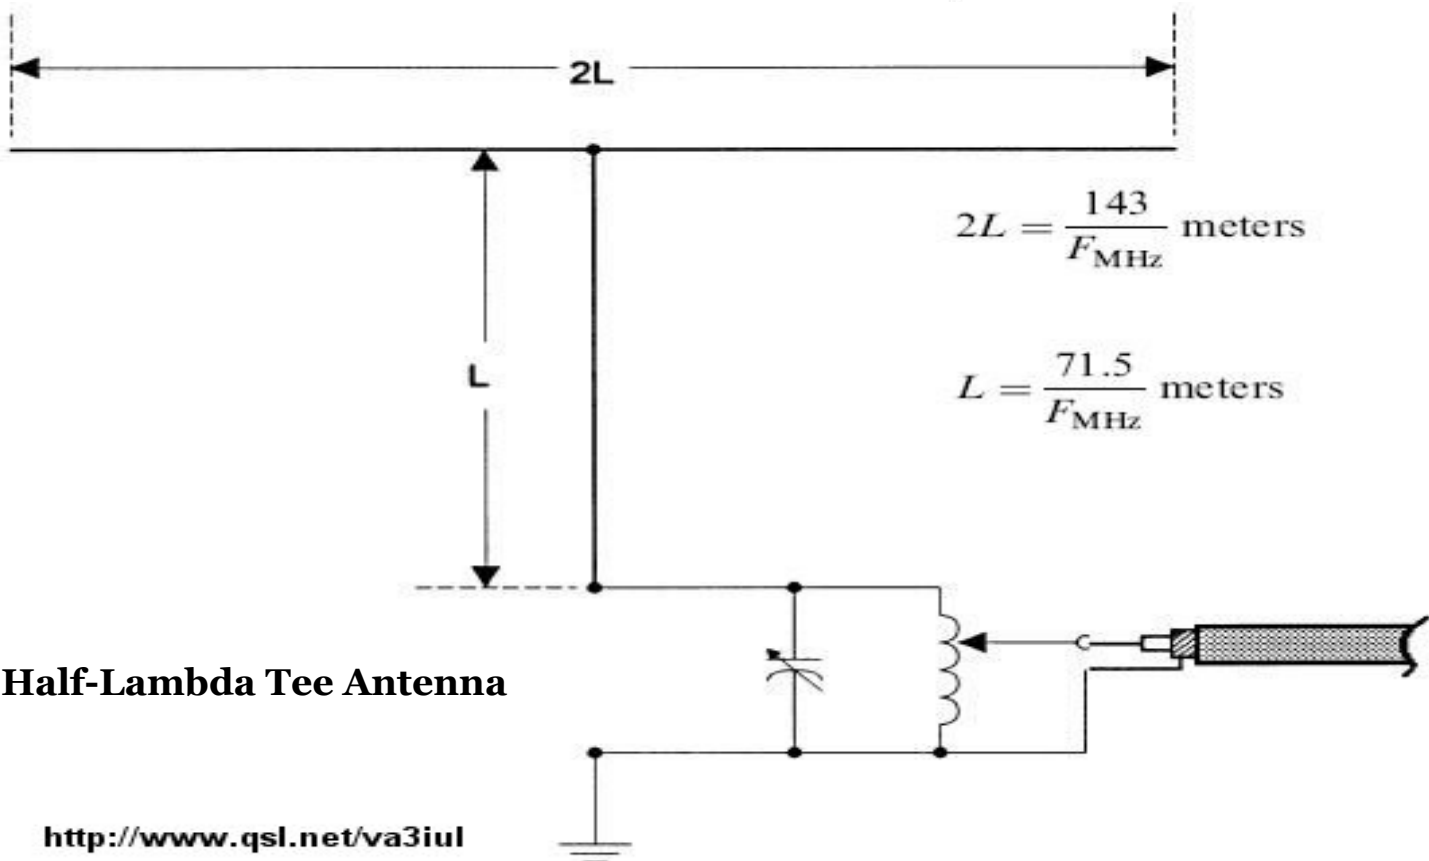 2L
2L = 143 / F_MHz meters
L
L = 71.5 / F_MHz meters
Half-Lambda Tee Antenna
http://www.qsl.net/va3iul